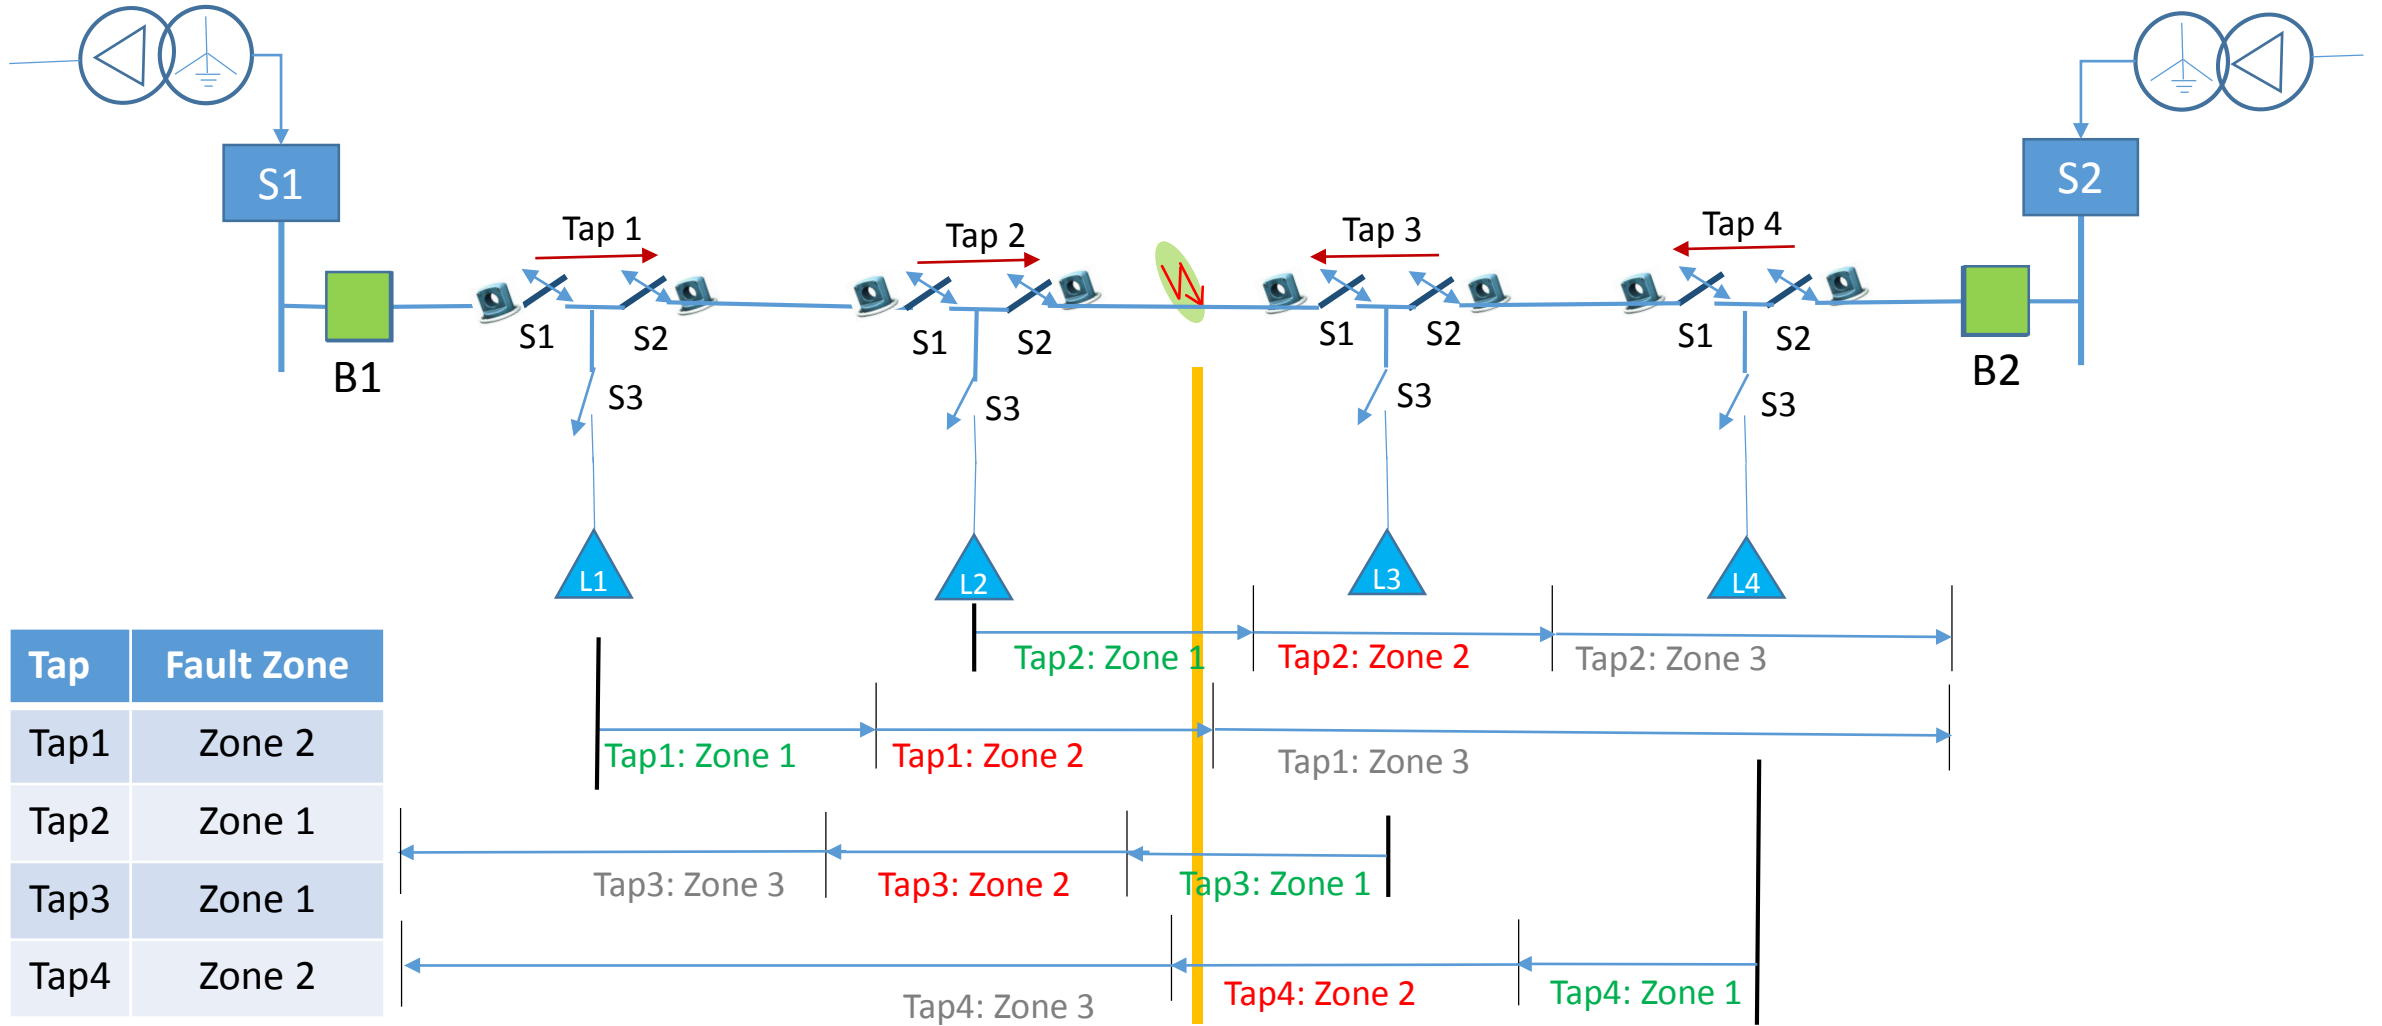 S1
S2
Tap 1
Tap 2
Tap 3
Tap 4
S1
S2
S1
S2
S1
S2
S1
S2
B1
B2
S3
S3
S3
S3
L1
L2
L3
L4
Tap2: Zone 1
Tap2: Zone 2
Tap2: Zone 3
Tap1: Zone 1
Tap1: Zone 2
Tap1: Zone 3
Tap3: Zone 3
Tap3: Zone 2
Tap3: Zone 1
Tap4: Zone 3
Tap4: Zone 2
Tap4: Zone 1
Tap Fault Zone
Tap1 Zone 2
Tap2 Zone 1
Tap3 Zone 1
Tap4 Zone 2